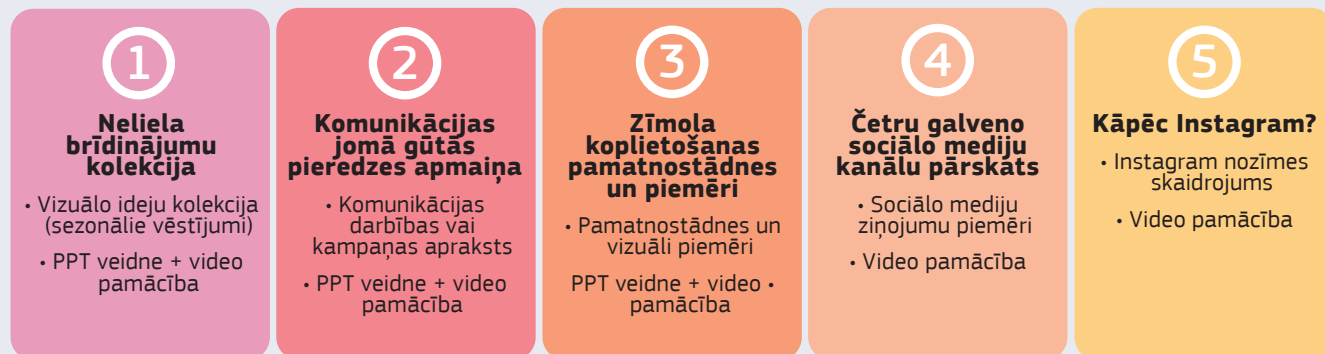 1
Neliela
brīdinājumu
kolekcija
• Vizuālo ideju kolekcija
(sezonālie vēstījumi)
• PPT veidne + video
pamācība
2
Komunikācijas
jomā gūtās
pieredzes apmaiņa
• Komunikācijas
darbības vai
kampaņas apraksts
• PPT veidne + video
pamācība
3
Zīmola
koplietošanas
pamatnostādnes
un piemēri
• Pamatnostādnes un
vizuāli piemēri
PPT veidne + video •
pamācība
4
Četru galveno
sociālo mediju
kanālu pārskats
• Sociālo mediju
ziņojumu piemēri
• Video pamācība
5
Kāpēc Instagram?
• Instagram nozīmes
skaidrojums
• Video pamācība